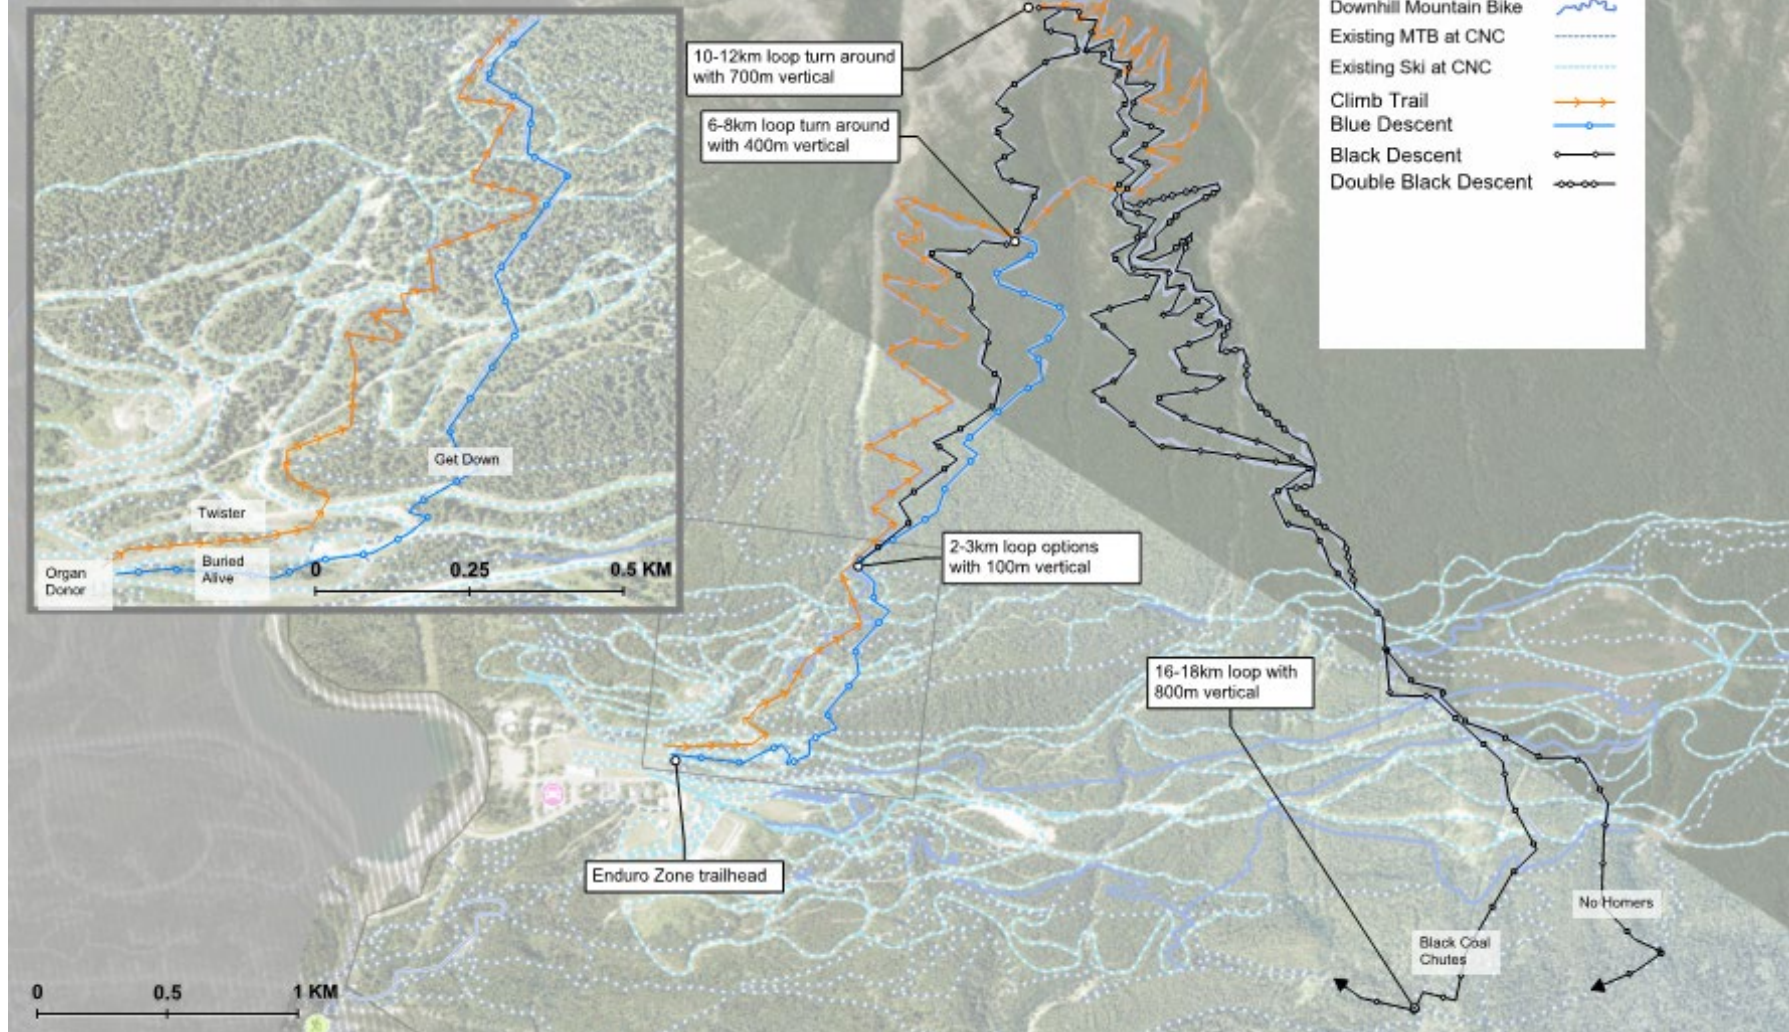 Downhill Mountain Bike
Existing MTB at CNC
Existing Ski at CNC
Climb Trail
Blue Descent
Black Descent
Double Black Descent
10-12km loop turn around
with 700m vertical
6-8km loop turn around
with 400m vertical
Get Down
Twister
Buried
Alive
Organ
Donor
0 0.25 0.5 KM
2-3km loop options
with 100m vertical
16-18km loop with
800m vertical
Enduro Zone trailhead
No Homers
Black Coal
Chutes
0 0.5 1 KM